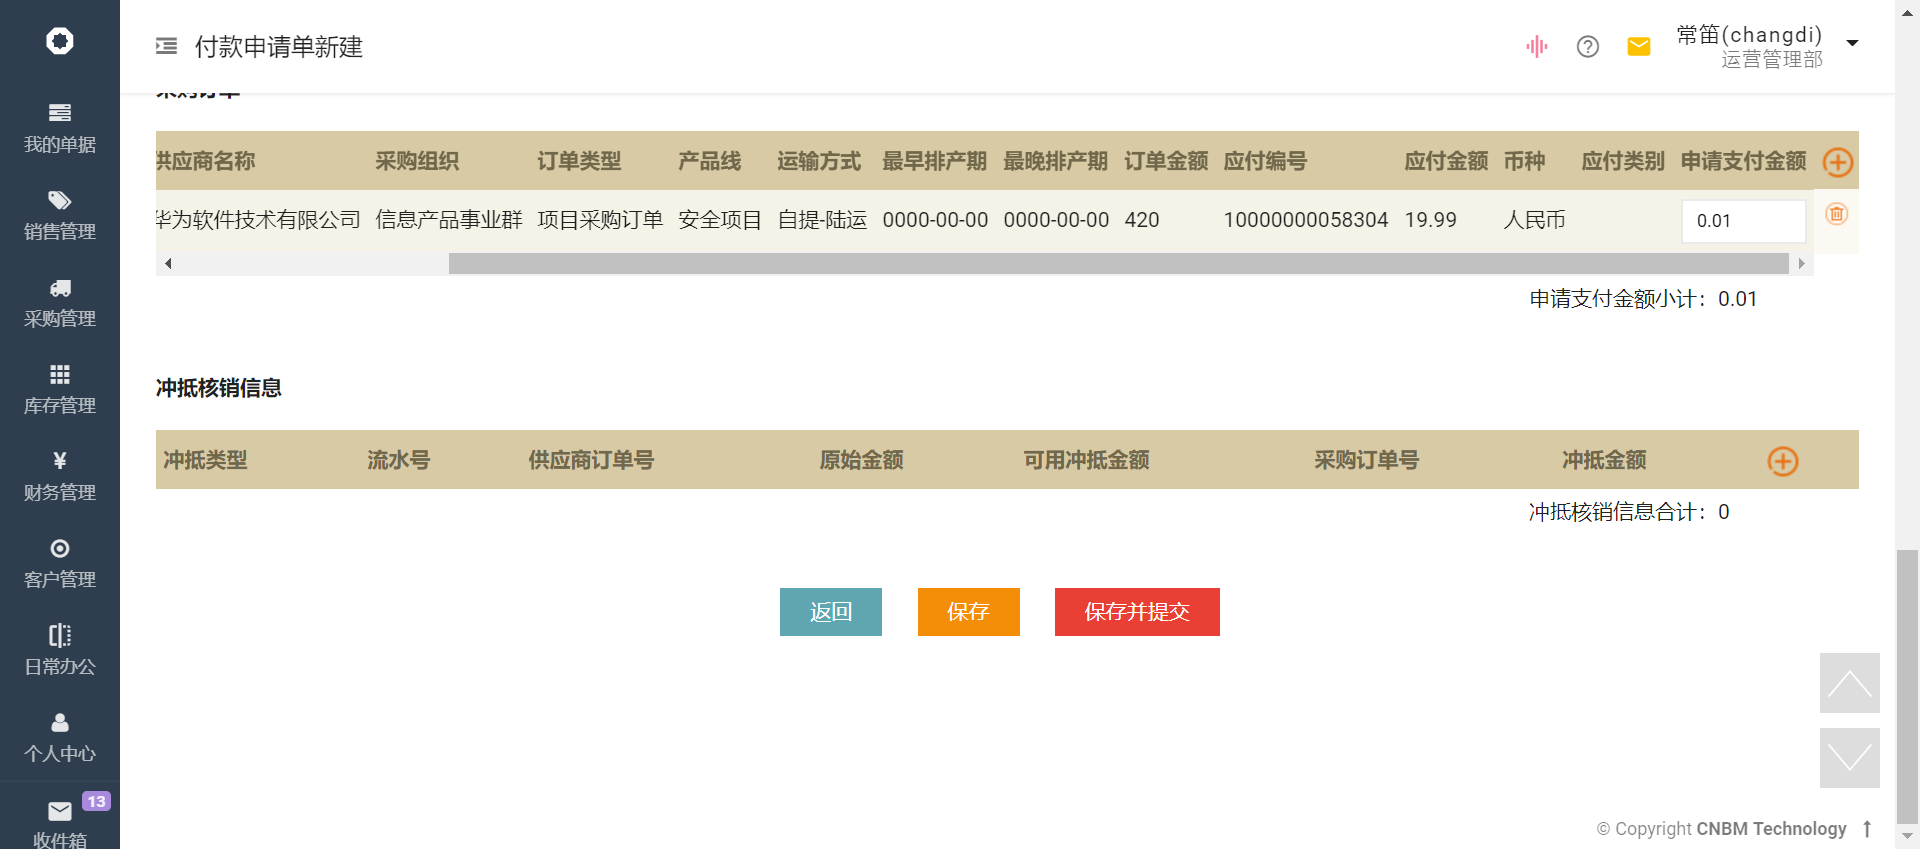 付款申请单新建
常笛(changdi)
运营管理部
我的单据
销售管理
采购管理
库存管理
财务管理
客户管理
日常办公
个人中心
13
收件箱
采购订单
供应商名称 采购组织 订单类型 产品线 运输方式 最早排产期 最晚排产期 订单金额 应付编号 应付金额 币种 应付类别 申请支付金额
华为软件技术有限公司 信息产品事业群 项目采购订单 安全项目 自提-陆运 0000-00-00 0000-00-00 420 10000000058304 19.99 人民币 0.01
申请支付金额小计：0.01
冲抵核销信息
冲抵类型 流水号 供应商订单号 原始金额 可用冲抵金额 采购订单号 冲抵金额
冲抵核销信息合计：0
返回 保存 保存并提交
© Copyright CNBM Technology